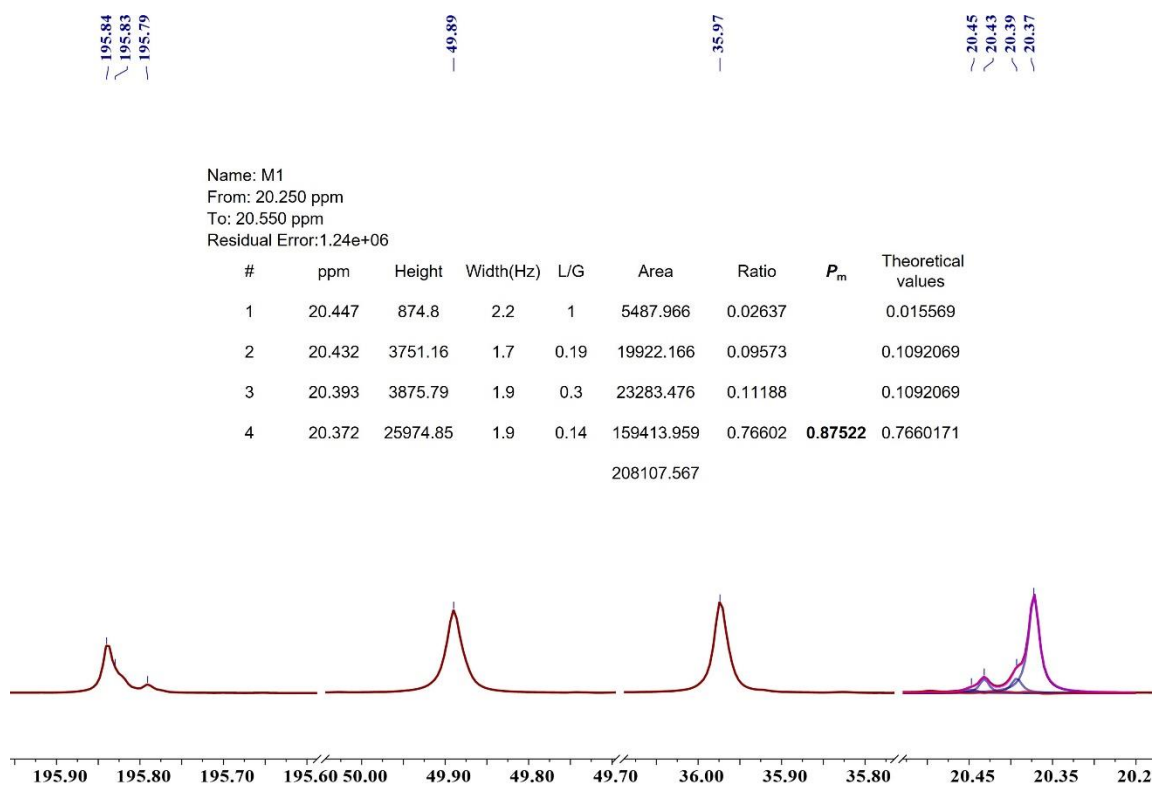 195.84 195.83 195.79 49.89 35.97 20.45 20.43 20.39 20.37
Name: M1
From: 20.250 ppm
To: 20.550 ppm
Residual Error:1.24e+06
# ppm Height Width(Hz) L/G Area Ratio Pm Theoretical values
1 20.447 874.8 2.2 1 5487.966 0.02637 0.015569
2 20.432 3751.16 1.7 0.19 19922.166 0.09573 0.1092069
3 20.393 3875.79 1.9 0.3 23283.476 0.11188 0.1092069
4 20.372 25974.85 1.9 0.14 159413.959 0.76602 0.87522 0.7660171
208107.567
195.90 195.80 195.70 195.60 50.00 49.90 49.80 49.70 36.00 35.90 35.80 20.45 20.35 20.2